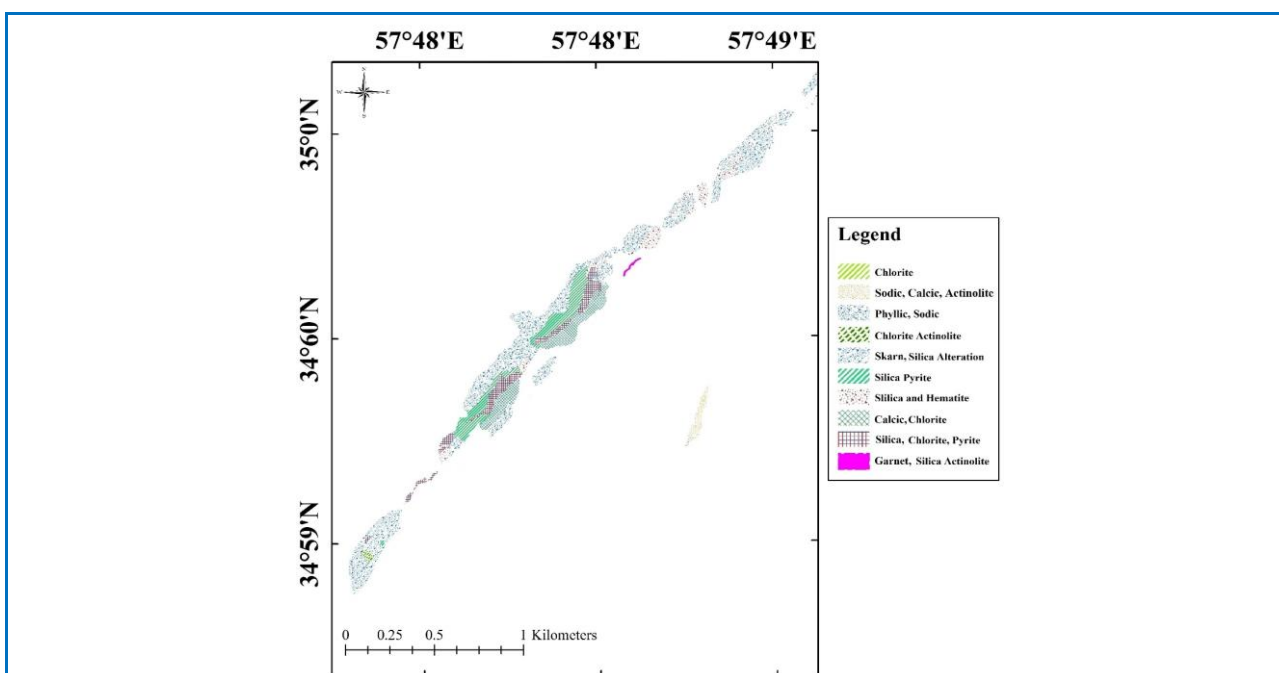 57°48'E 57°48'E 57°49'E
N
W E
S
35°0'N
34°60'N
34°59'N
Legend
Chlorite
Sodic, Calcic, Actinolite
Phyllic, Sodic
Chlorite Actinolite
Skarn, Silica Alteration
Silica Pyrite
Slilica and Hematite
Calcic, Chlorite
Silica, Chlorite, Pyrite
Garnet, Silica Actinolite
0 0.25 0.5 1 Kilometers